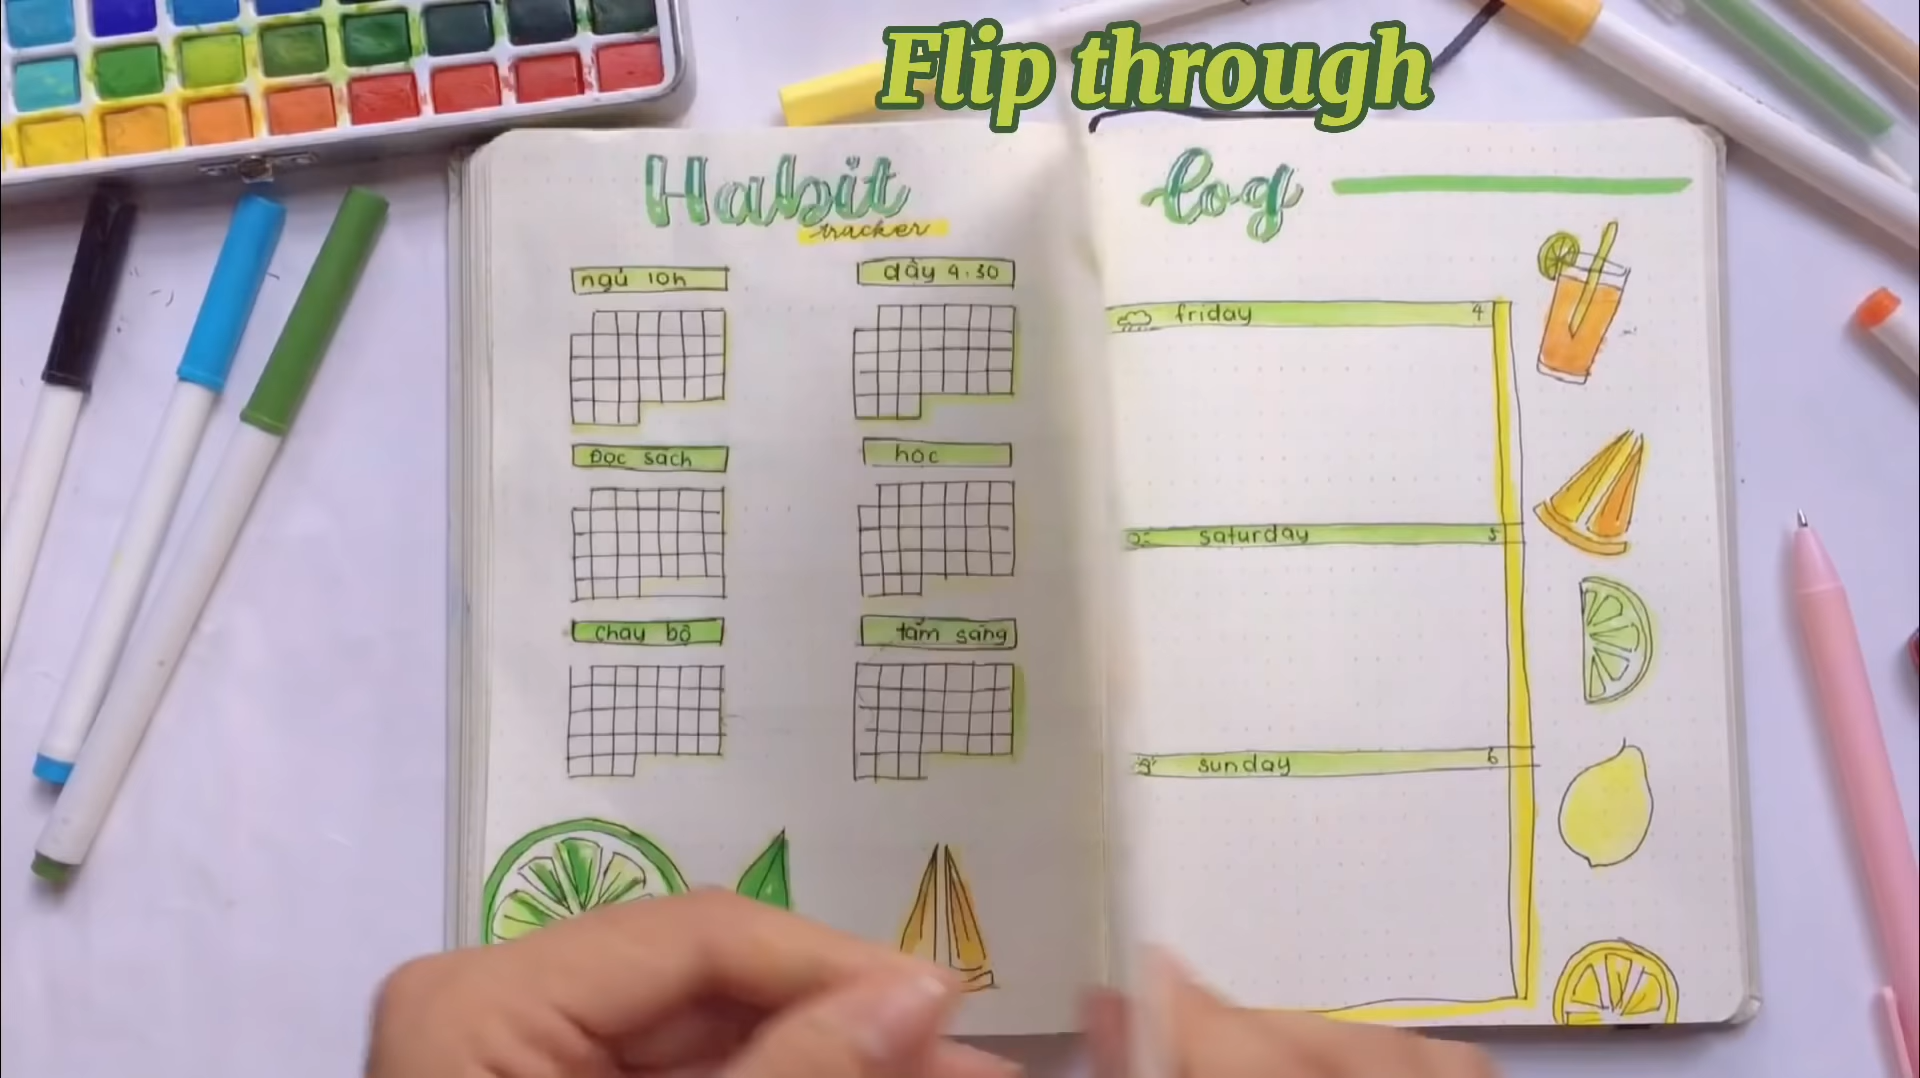 Flip through
Habit
tracker
ngủ 10h
dậy 4:30
Đọc sách
học
chạy bộ
tắm sáng
log
friday 4
saturday 5
sunday 6